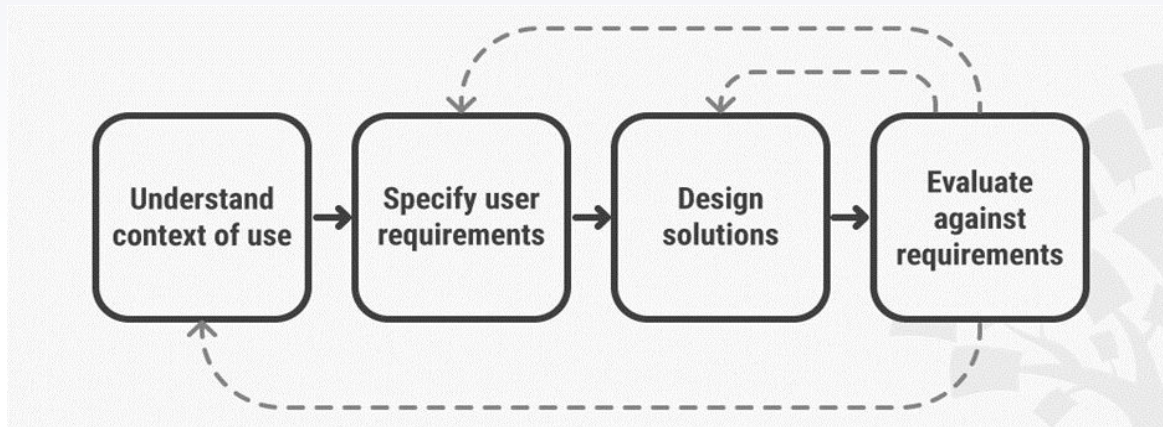 Understand
context of use
Specify user
requirements
Design
solutions
Evaluate
against
requirements